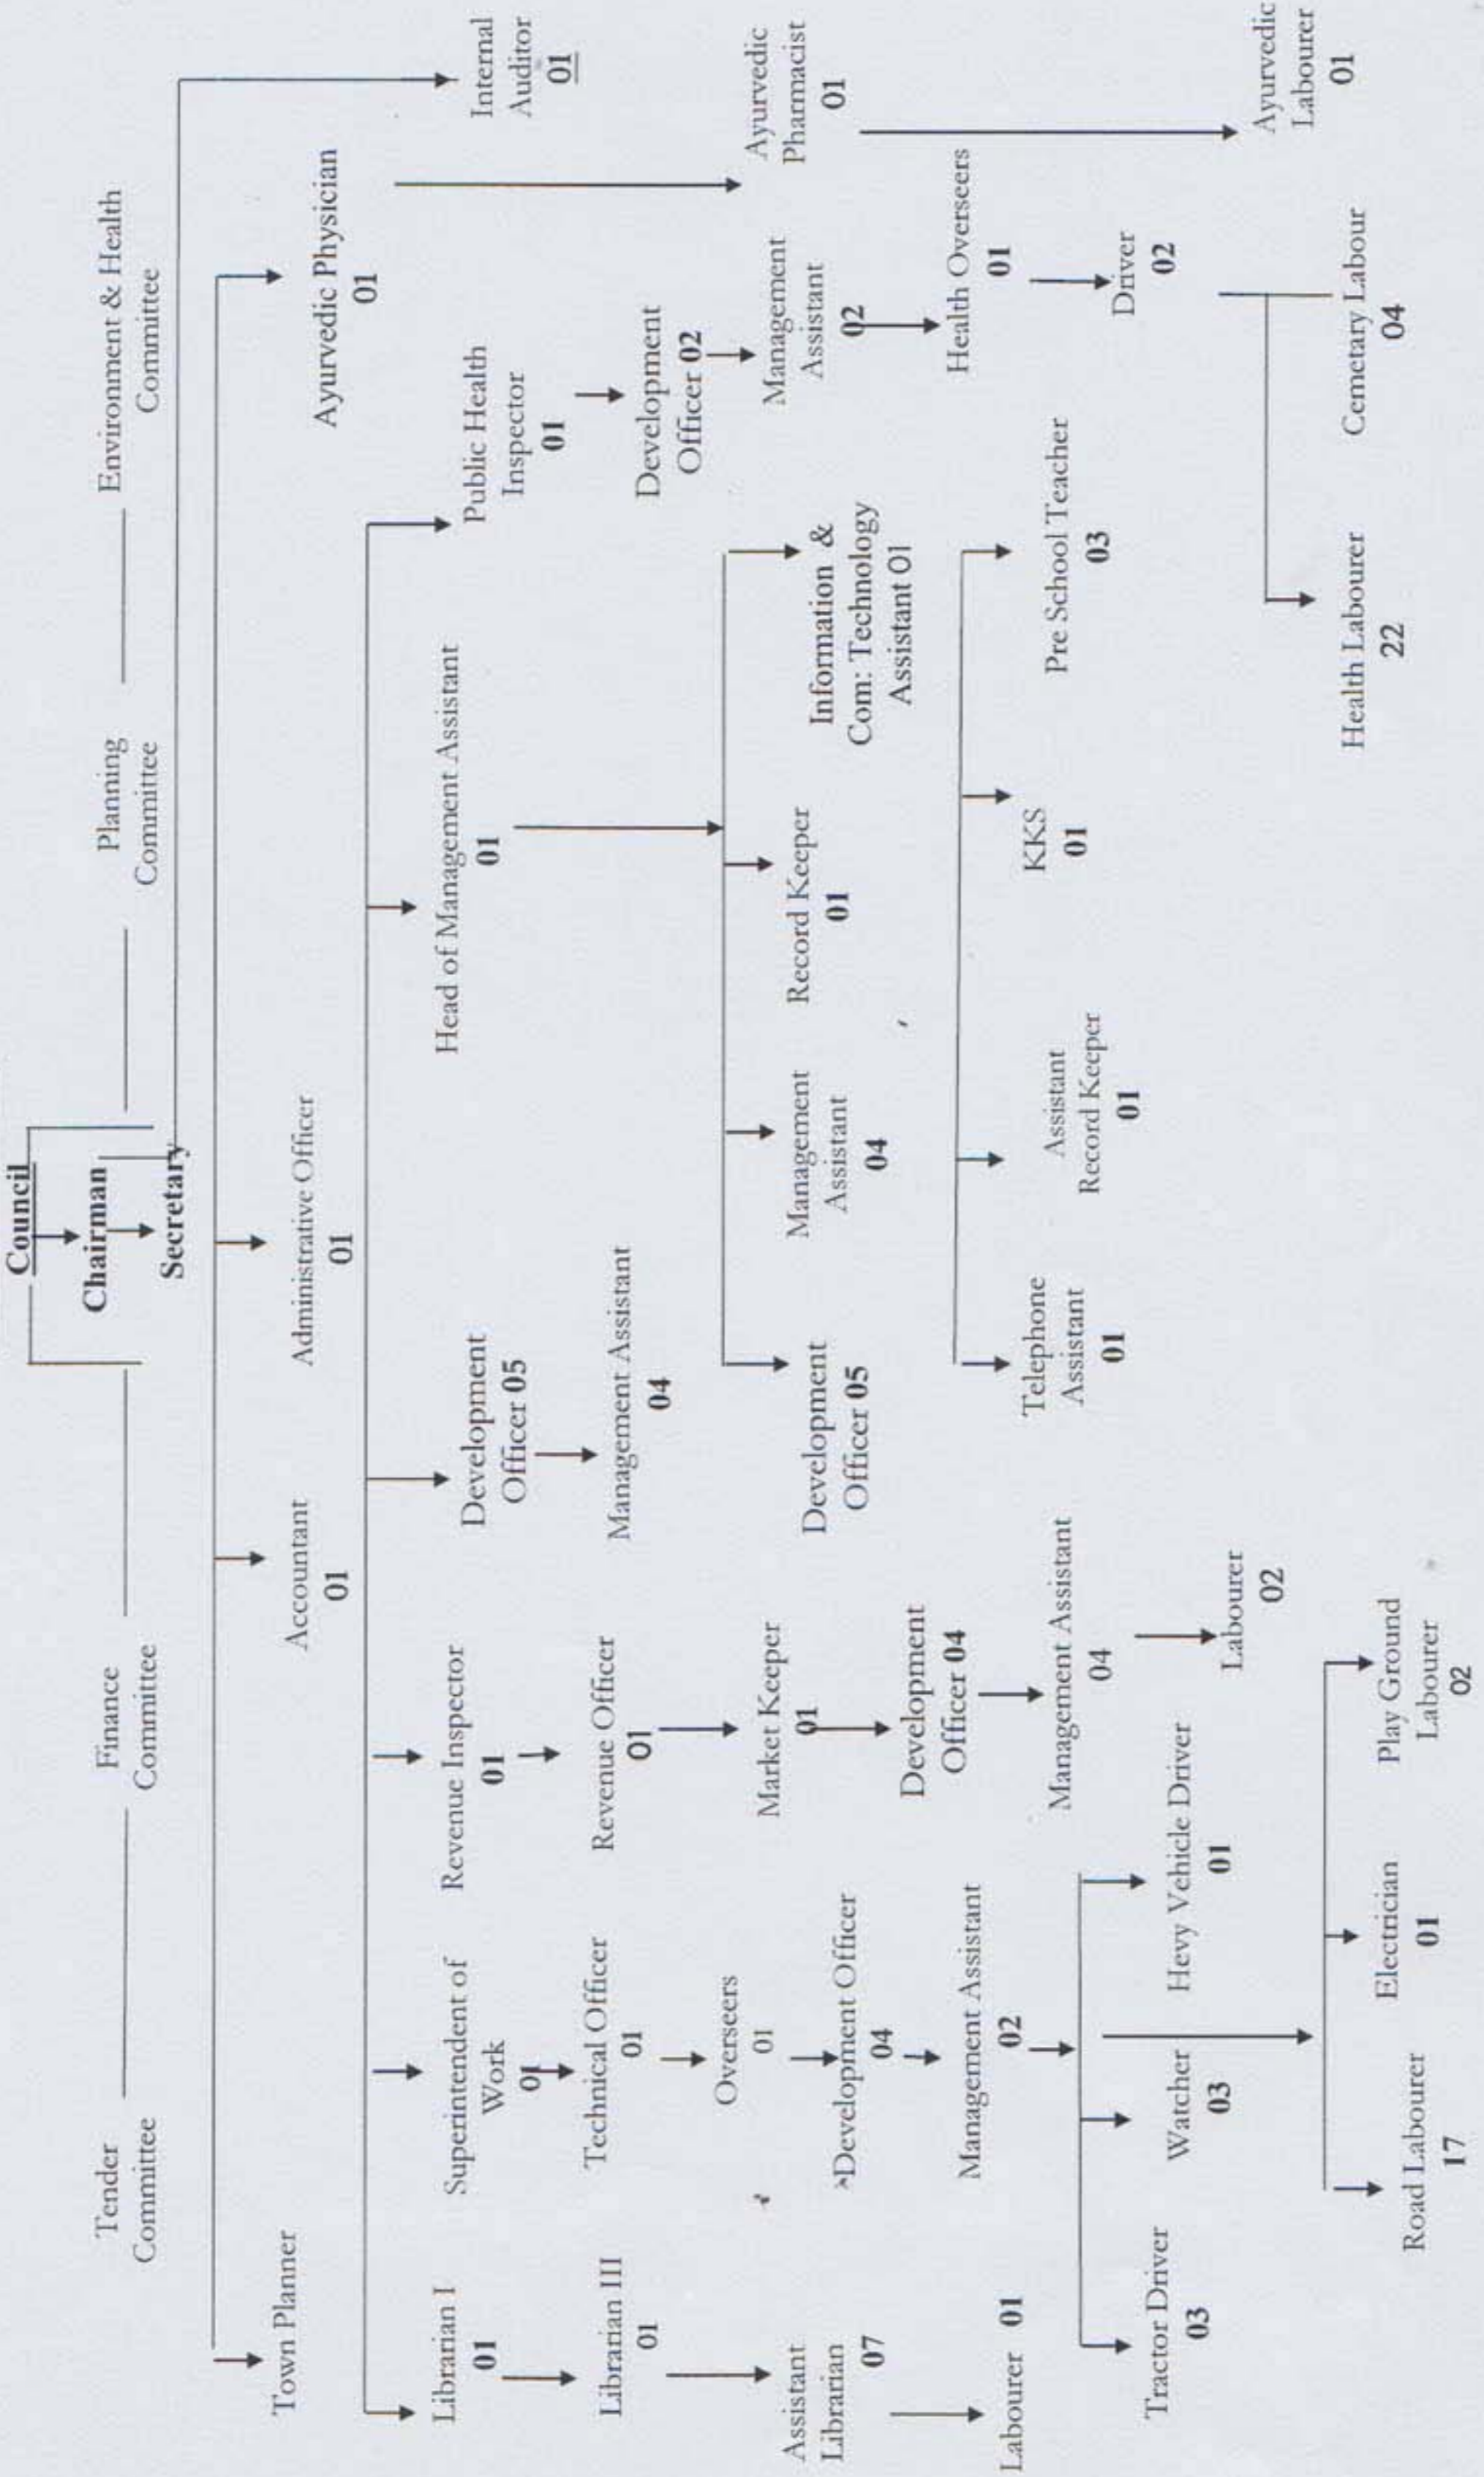 Council
Chairman
Secretary
Tender
Committee
Finance
Committee
Planning
Committee
Environment & Health
Committee
Town Planner
Accountant
01
Administrative Officer
01
Ayurvedic Physician
01
Internal
Auditor
01
Librarian I
01
Superintendent of
Work
01
Revenue Inspector
01
Development
Officer 05
Head of Management Assistant
01
Public Health
Inspector
01
Librarian III
01
Technical Officer
01
Revenue Officer
01
Management Assistant
04
Development
Officer 02
Assistant
Librarian
07
Overseers
01
Market Keeper
01
Development
Officer 05
Management
Assistant
04
Record Keeper
01
Information &
Com: Technology
Assistant 01
Management
Assistant
02
Ayurvedic
Pharmacist
01
Development Officer
04
Development
Officer 04
Labourer 01
Management Assistant
02
Management Assistant
04
Telephone
Assistant
01
Assistant
Record Keeper
01
KKS
01
Pre School Teacher
03
Health Overseers
01
Driver
02
Tractor Driver
03
Watcher
03
Hevy Vehicle Driver
01
Labourer
02
Ayurvedic
Labourer
01
Road Labourer
17
Electrician
01
Play Ground
Labourer
02
Health Labourer
22
Cemetary Labour
04